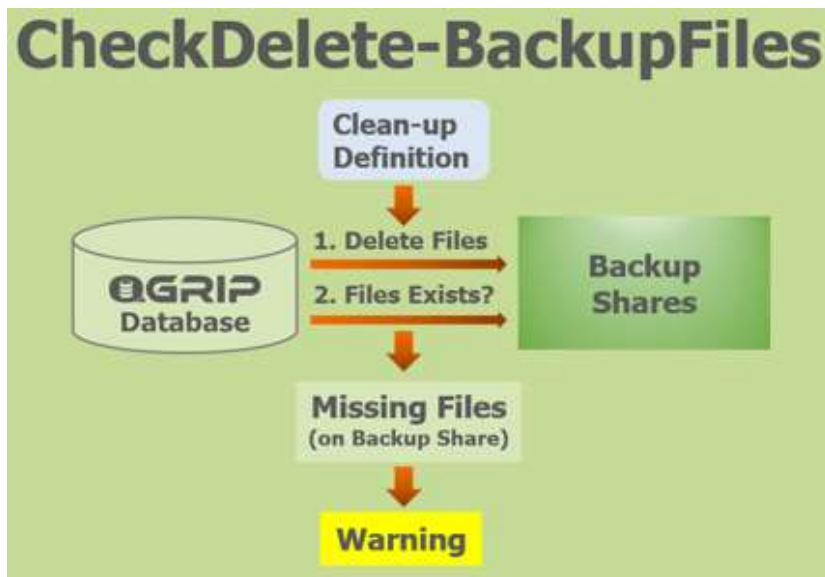 CheckDelete-BackupFiles
Clean-up
Definition
1. Delete Files
QGRIP
Database
2. Files Exists?
Backup
Shares
Missing Files
(on Backup Share)
Warning